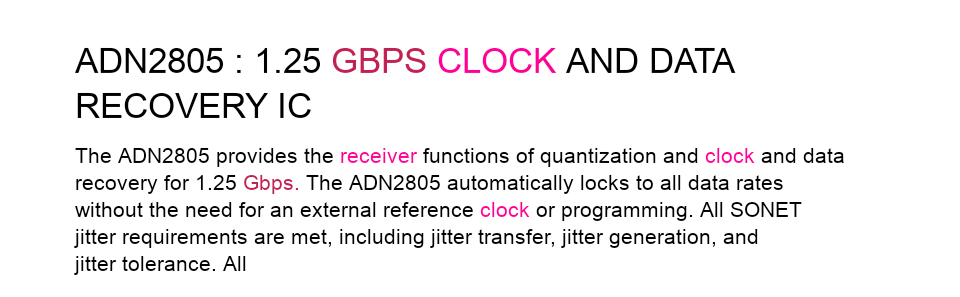 ADN2805 : 1.25 GBPS CLOCK AND DATA
RECOVERY IC
The ADN2805 provides the receiver functions of quantization and clock and data
recovery for 1.25 Gbps. The ADN2805 automatically locks to all data rates
without the need for an external reference clock or programming. All SONET
jitter requirements are met, including jitter transfer, jitter generation, and
jitter tolerance. All